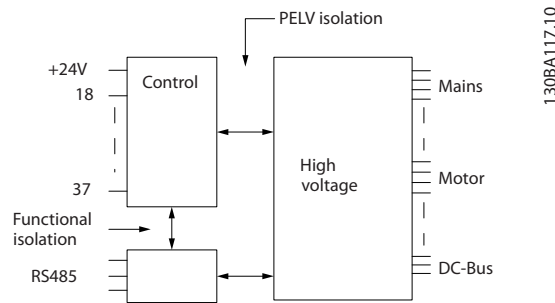 PELV isolation
+24V
Control
18
Mains
High
voltage
37
Motor
Functional
isolation
RS485
DC-Bus
130BA117.10